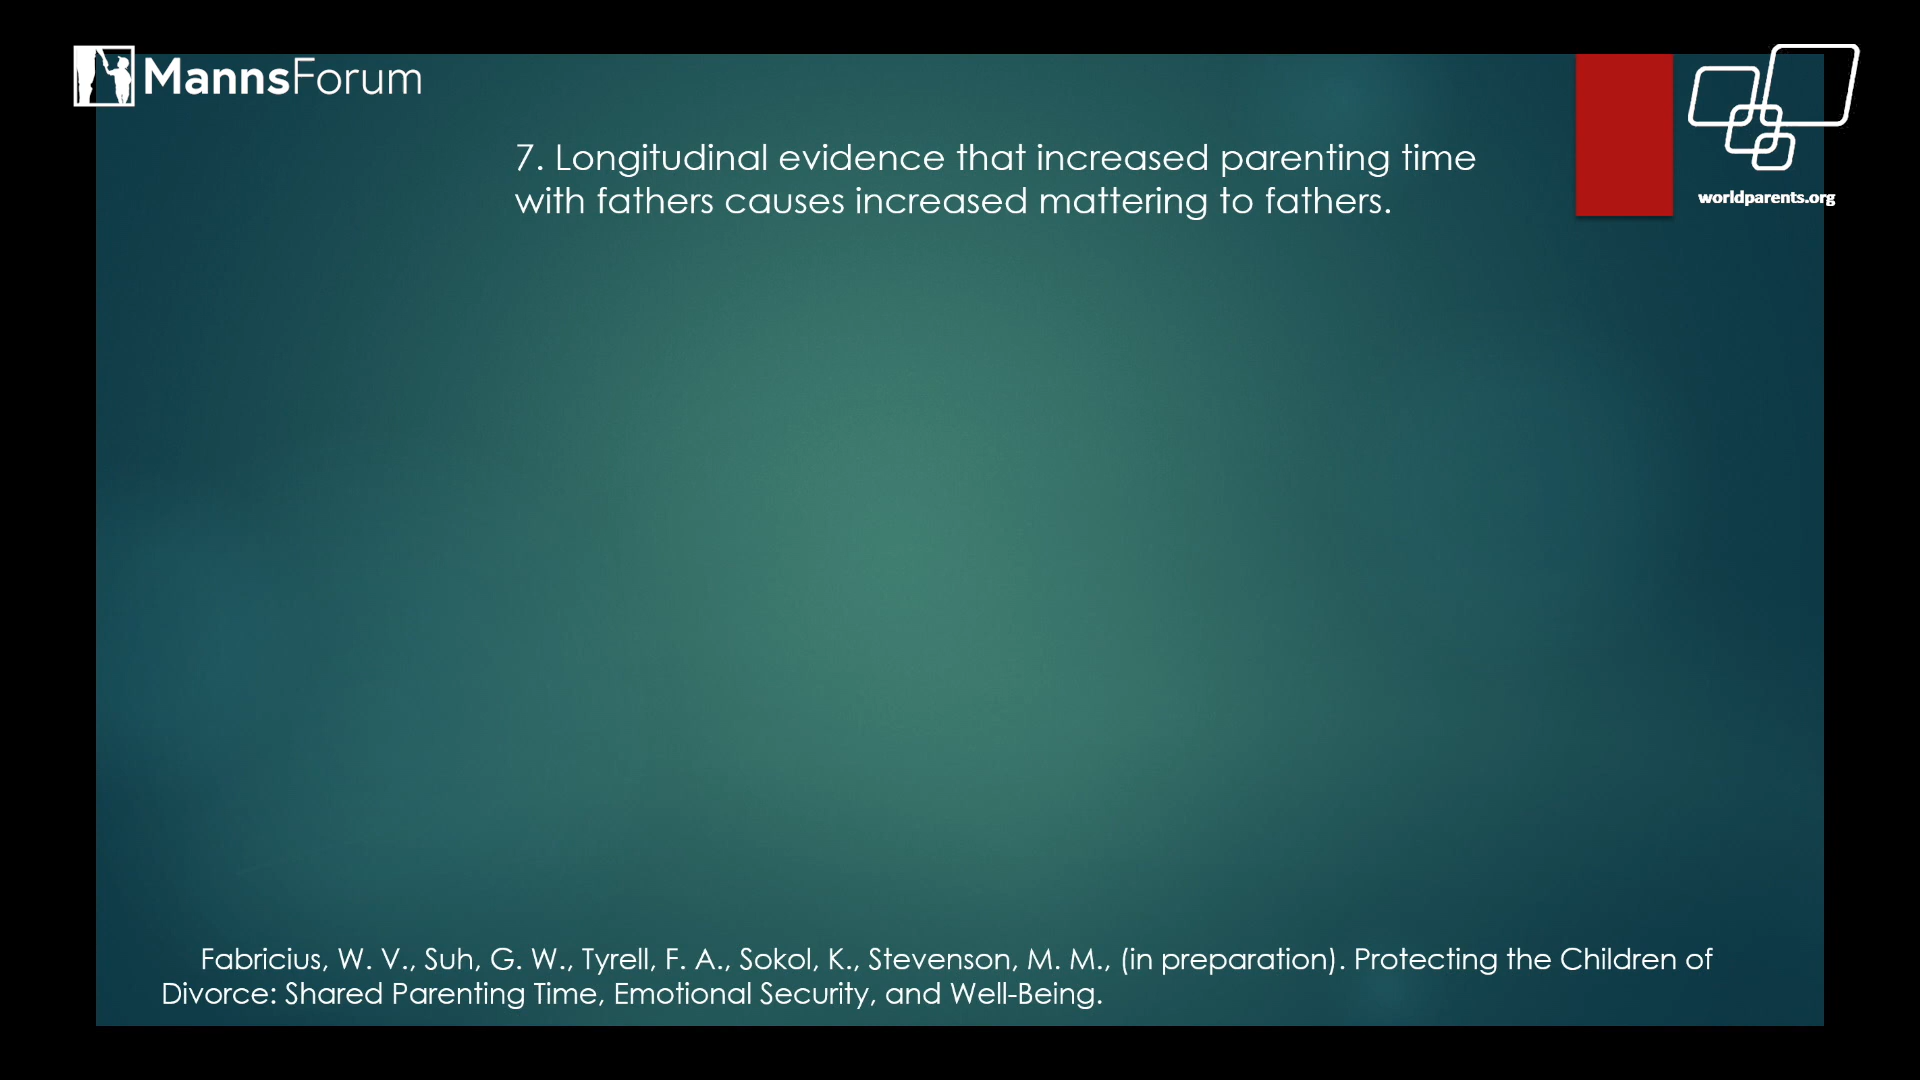 MannsForum
7. Longitudinal evidence that increased parenting time
with fathers causes increased mattering to fathers.
worldparents.org
Fabricius, W. V., Suh, G. W., Tyrell, F. A., Sokol, K., Stevenson, M. M., (in preparation). Protecting the Children of
Divorce: Shared Parenting Time, Emotional Security, and Well-Being.